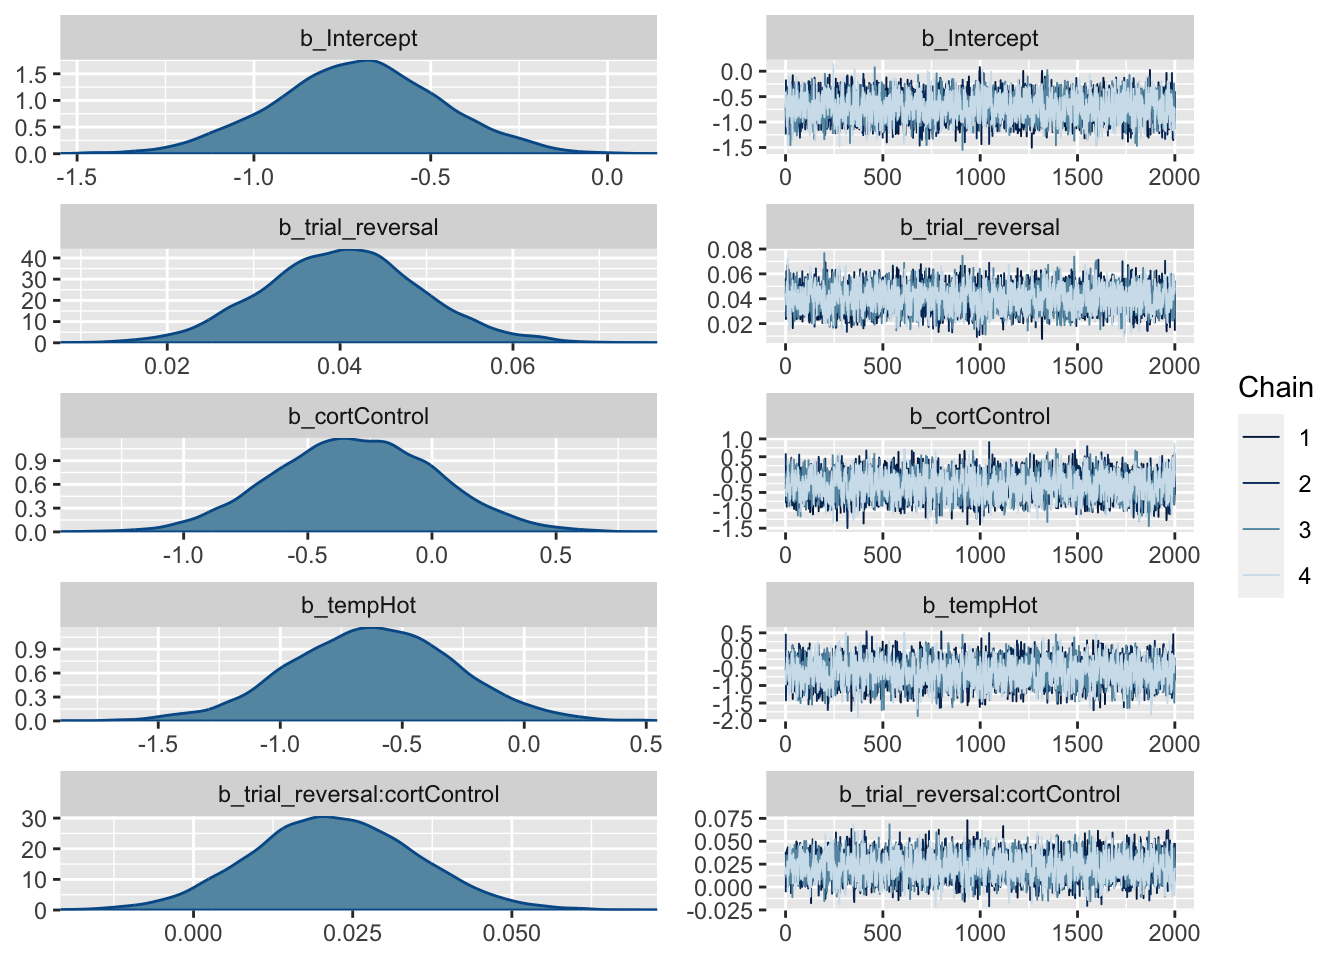 b_Intercept
1.5
1.0
0.5
0.0
-1.5 -1.0 -0.5 0.0
b_Intercept
0.0
-0.5
-1.0
-1.5
0 500 1000 1500 2000
b_trial_reversal
40
30
20
10
0
0.02 0.04 0.06
b_trial_reversal
0.08
0.06
0.04
0.02
0 500 1000 1500 2000
b_cortControl
0.9
0.6
0.3
0.0
-1.0 -0.5 0.0 0.5
b_cortControl
1.0
0.5
0.0
-0.5
-1.0
-1.5
0 500 1000 1500 2000
b_tempHot
0.9
0.6
0.3
0.0
-1.5 -1.0 -0.5 0.0 0.5
b_tempHot
0.5
0.0
-0.5
-1.0
-1.5
-2.0
0 500 1000 1500 2000
b_trial_reversal:cortControl
30
20
10
0
0.000 0.025 0.050
b_trial_reversal:cortControl
0.075
0.050
0.025
0.000
-0.025
0 500 1000 1500 2000
Chain
1
2
3
4